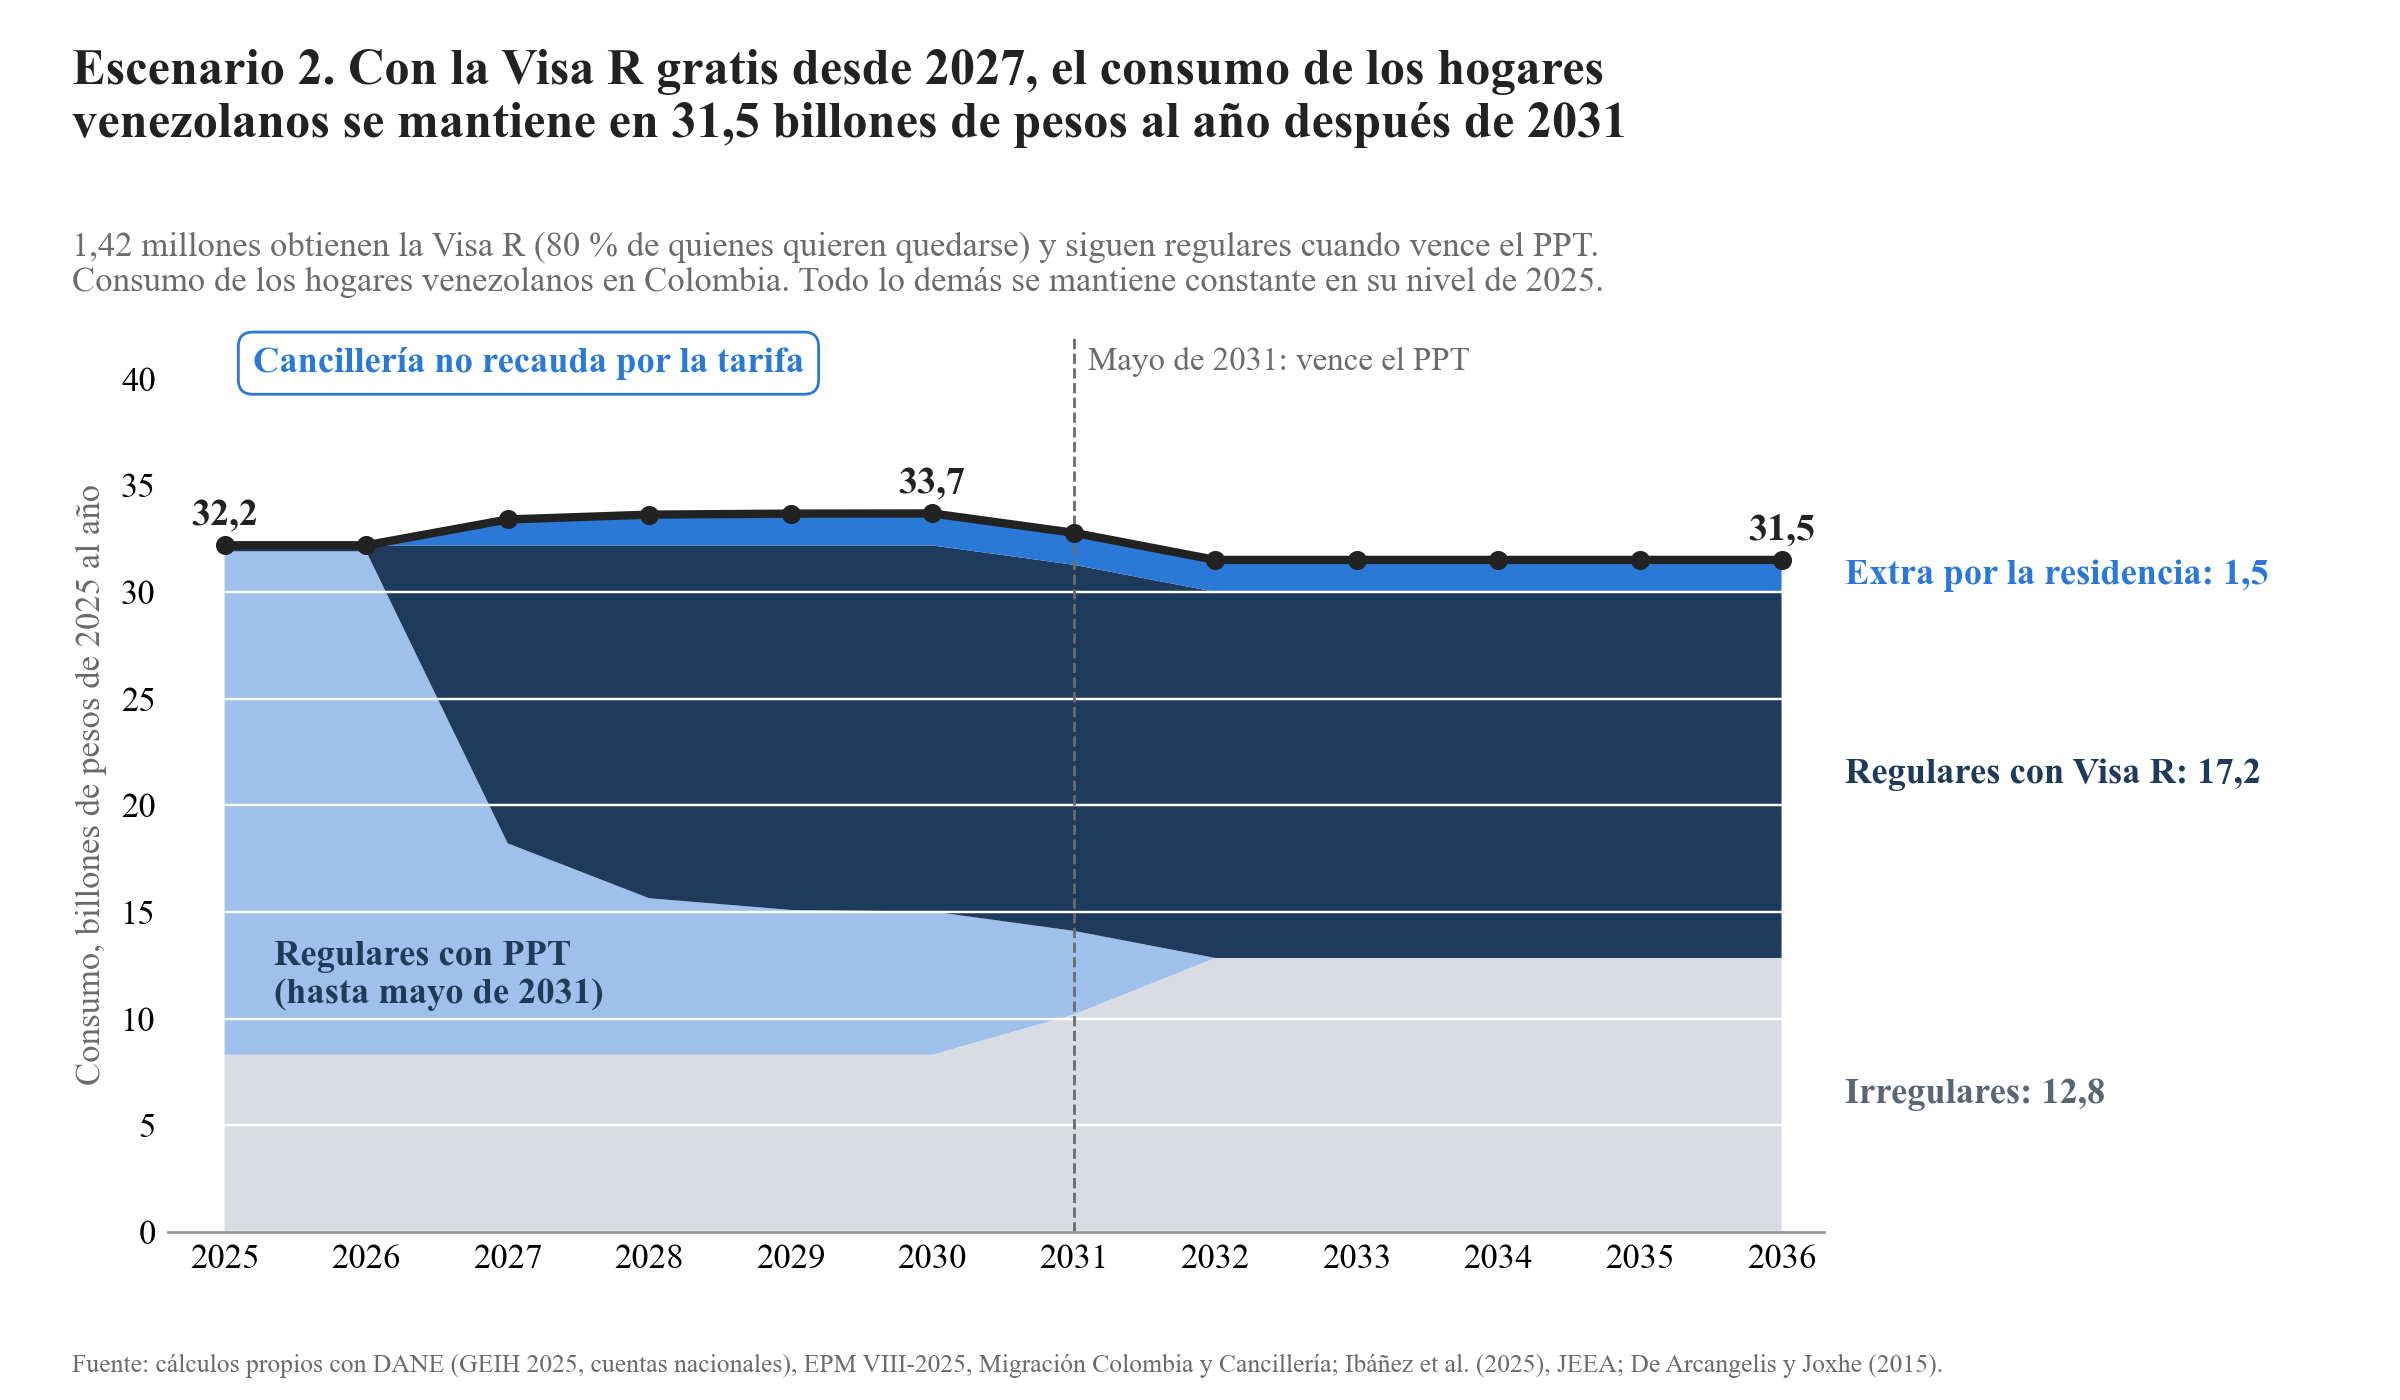 Escenario 2. Con la Visa R gratis desde 2027, el consumo de los hogares
venezolanos se mantiene en 31,5 billones de pesos al año después de 2031
1,42 millones obtienen la Visa R (80 % de quienes quieren quedarse) y siguen regulares cuando vence el PPT.
Consumo de los hogares venezolanos en Colombia. Todo lo demás se mantiene constante en su nivel de 2025.
Cancillería no recauda por la tarifa
Mayo de 2031: vence el PPT
Consumo, billones de pesos de 2025 al año
40
35
30
25
20
15
10
5
0
32,2
33,7
31,5
Extra por la residencia: 1,5
Regulares con Visa R: 17,2
Regulares con PPT
(hasta mayo de 2031)
Irregulares: 12,8
2025 2026 2027 2028 2029 2030 2031 2032 2033 2034 2035 2036
Fuente: cálculos propios con DANE (GEIH 2025, cuentas nacionales), EPM VIII-2025, Migración Colombia y Cancillería; Ibáñez et al. (2025), JEEA; De Arcangelis y Joxhe (2015).